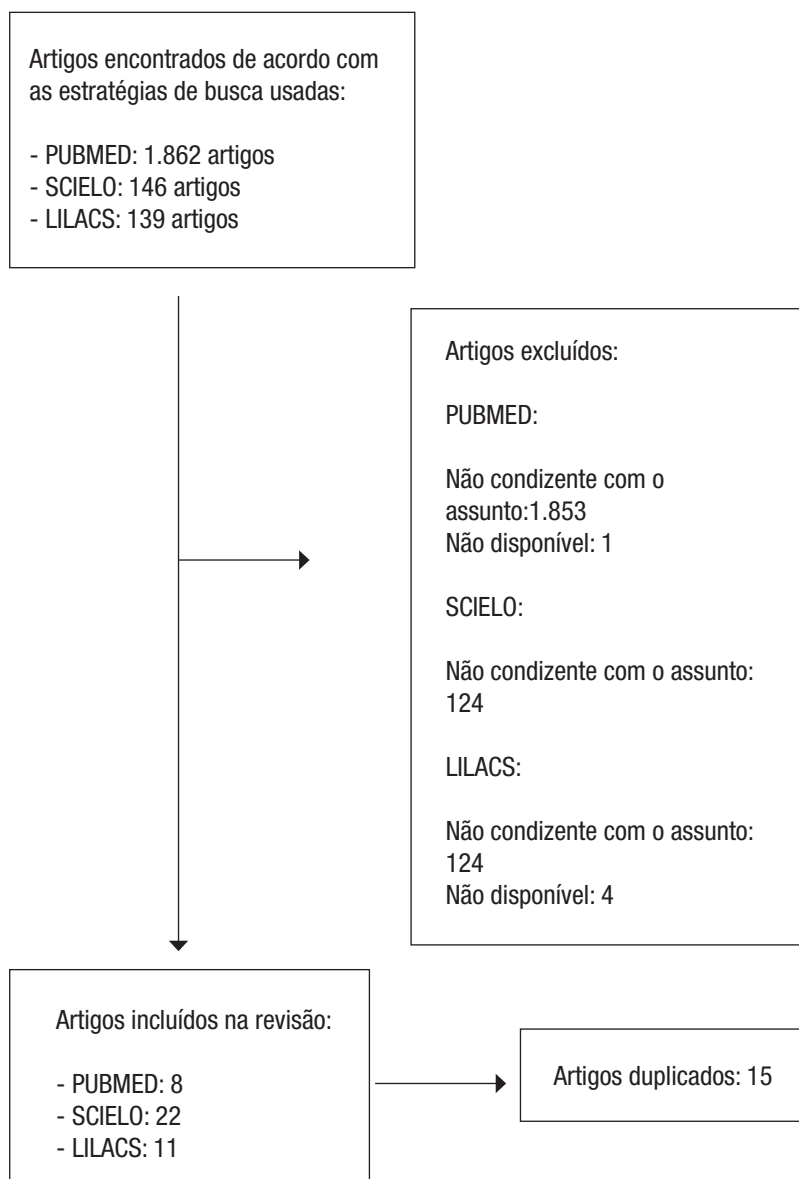 Artigos encontrados de acordo com
as estratégias de busca usadas:
- PUBMED: 1.862 artigos
- SCIELO: 146 artigos
- LILACS: 139 artigos
Artigos excluídos:
PUBMED:
Não condizente com o
assunto:1.853
Não disponível: 1
SCIELO:
Não condizente com o assunto:
124
LILACS:
Não condizente com o assunto:
124
Não disponível: 4
Artigos incluídos na revisão:
- PUBMED: 8
- SCIELO: 22
- LILACS: 11
Artigos duplicados: 15